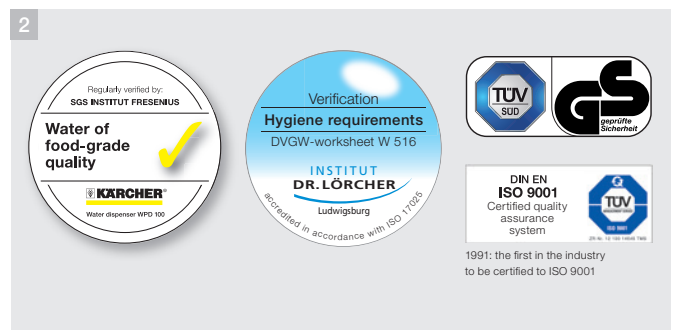 2
Regularly verified by:
SGS INSTITUT FRESENIUS
Water of
food-grade
quality
KÄRCHER®
Water dispenser WPD 100
Verification
Hygiene requirements
DVGW-worksheet W 516
INSTITUT
DR. LÖRCHER
Ludwigsburg
accredited in accordance with ISO 17025
TÜV
SÜD
GS
geprüfte
Sicherheit
DIN EN
ISO 9001
Certified quality
assurance
system
TÜV
ISO 9001
1991: the first in the industry
to be certified to ISO 9001